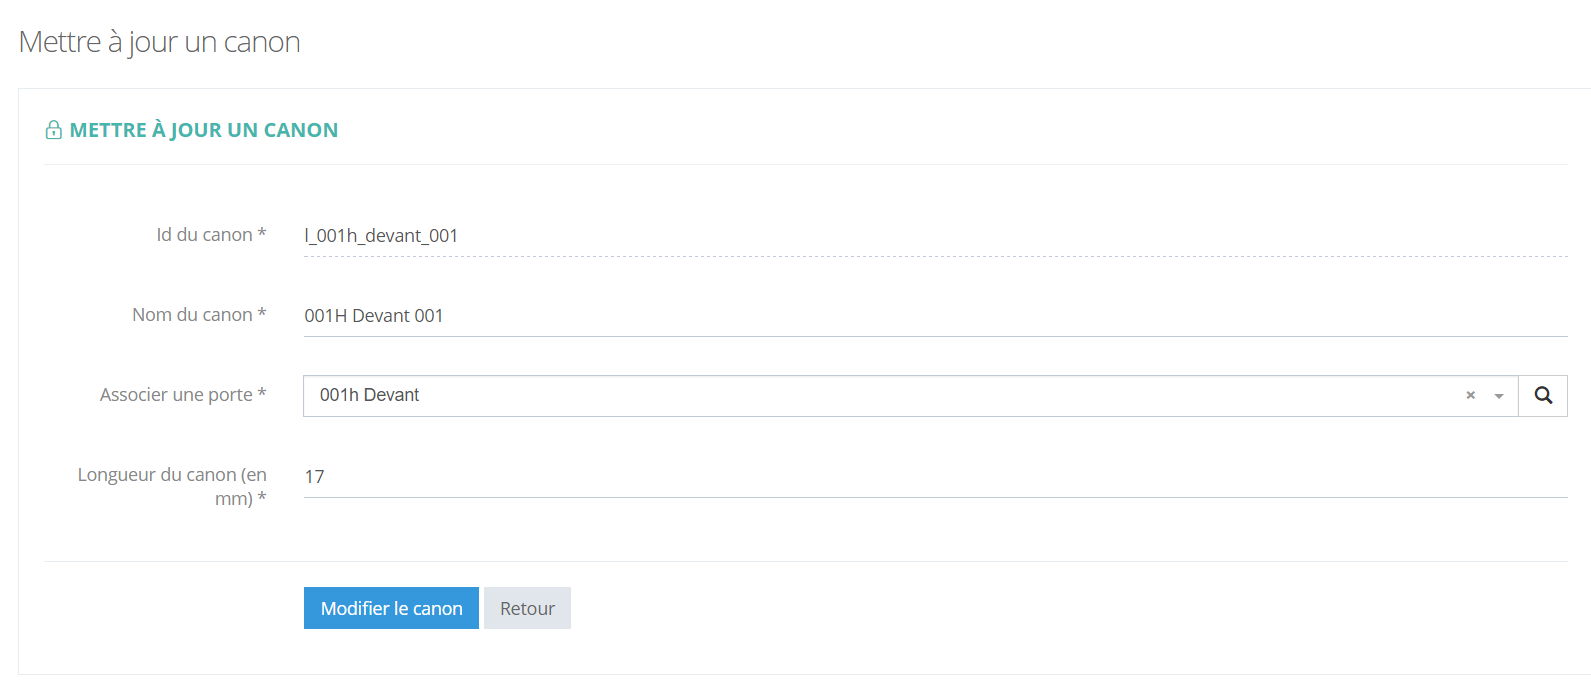 Mettre à jour un canon
METTRE À JOUR UN CANON
Id du canon *
l_001h_devant_001
Nom du canon *
001H Devant 001
Associer une porte *
001h Devant
Longueur du canon (en
mm) *
17
Modifier le canon
Retour